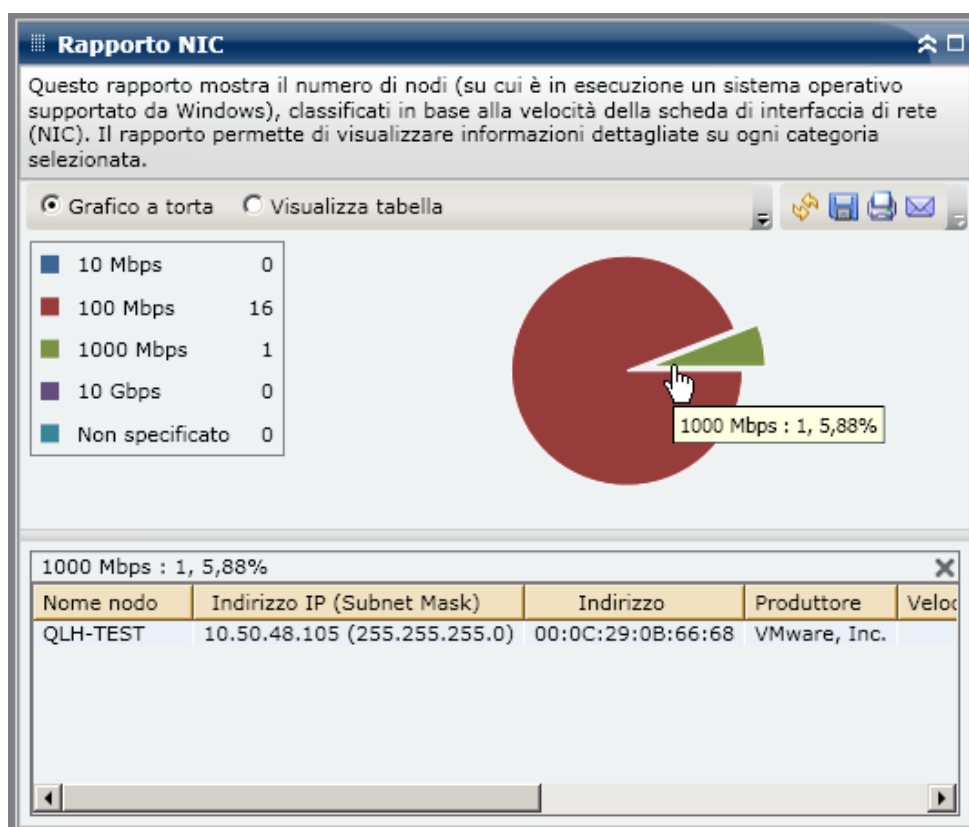 Rapporto NIC
Questo rapporto mostra il numero di nodi (su cui è in esecuzione un sistema operativo
supportato da Windows), classificati in base alla velocità della scheda di interfaccia di rete
(NIC). Il rapporto permette di visualizzare informazioni dettagliate su ogni categoria
selezionata.
Grafico a torta Visualizza tabella
10 Mbps 0
100 Mbps 16
1000 Mbps 1
10 Gbps 0
Non specificato 0
1000 Mbps : 1, 5,88%
1000 Mbps : 1, 5,88%
Nome nodo Indirizzo IP (Subnet Mask) Indirizzo Produttore Veloc
QLH-TEST 10.50.48.105 (255.255.255.0) 00:0C:29:0B:66:68 VMware, Inc.